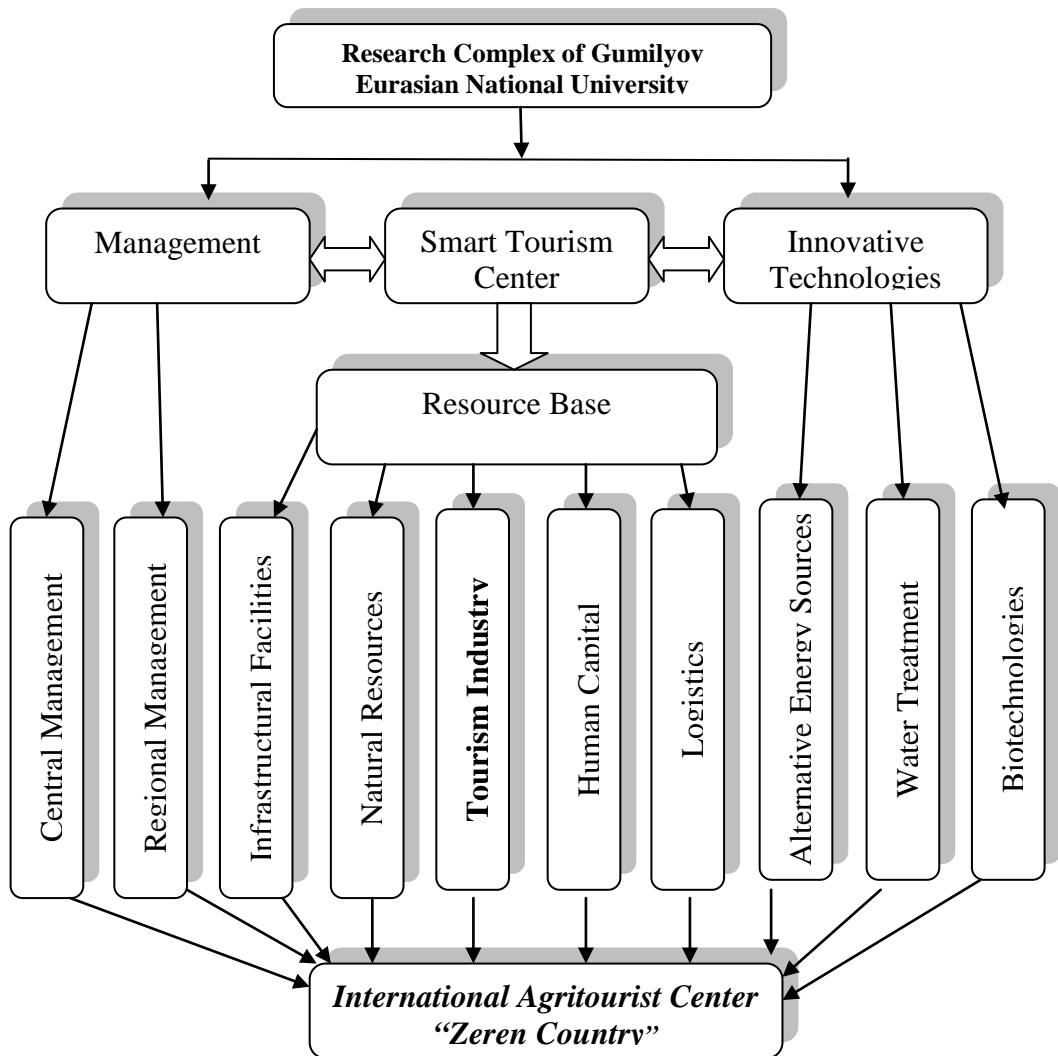 Research Complex of Gumilyov
Eurasian National University
Management
Smart Tourism
Center
Innovative
Technologies
Resource Base
Central Management
Regional Management
Infrastructural Facilities
Natural Resources
Tourism Industry
Human Capital
Logistics
Alternative Energy Sources
Water Treatment
Biotechnologies
International Agritourist Center
“Zeren Country”